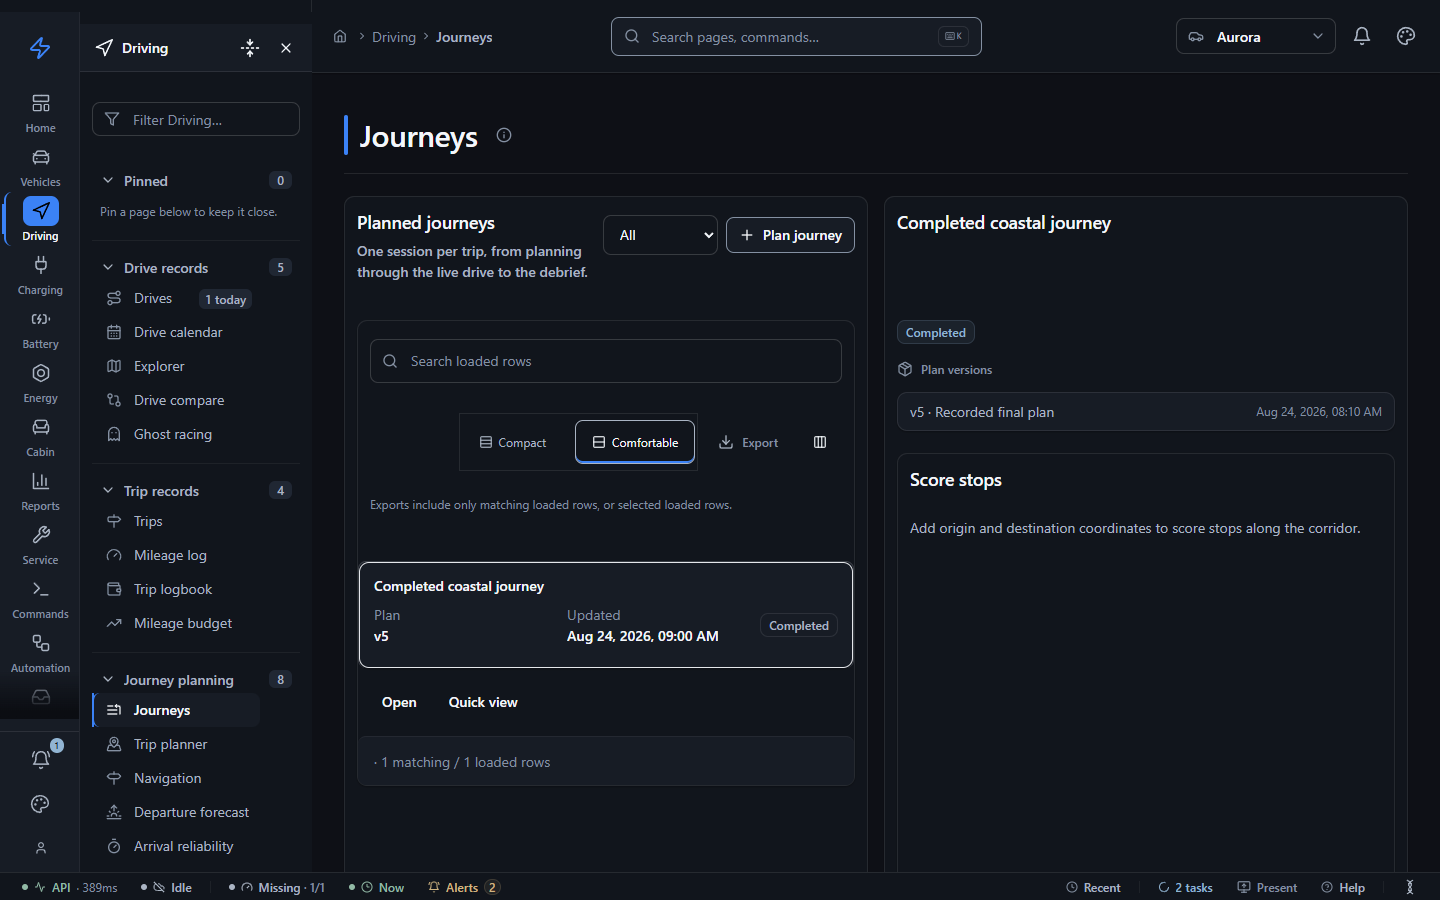 Home
Vehicles
Driving
Charging
Battery
Energy
Cabin
Reports
Service
Commands
Automation
1
Driving
Filter Driving...
Pinned 0
Pin a page below to keep it close.
Drive records 5
Drives 1 today
Drive calendar
Explorer
Drive compare
Ghost racing
Trip records 4
Trips
Mileage log
Trip logbook
Mileage budget
Journey planning 8
Journeys
Trip planner
Navigation
Departure forecast
Arrival reliability
Driving Journeys
Search pages, commands... K
Aurora
Journeys
Planned journeys
One session per trip, from planning
through the live drive to the debrief.
All
Plan journey
Search loaded rows
Compact Comfortable Export
Exports include only matching loaded rows, or selected loaded rows.
Completed coastal journey
Plan Updated
v5 Aug 24, 2026, 09:00 AM Completed
Open Quick view
· 1 matching / 1 loaded rows
Completed coastal journey
Completed
Plan versions
v5 · Recorded final plan Aug 24, 2026, 08:10 AM
Score stops
Add origin and destination coordinates to score stops along the corridor.
API · 389ms Idle Missing · 1/1 Now Alerts 2 Recent 2 tasks Present Help